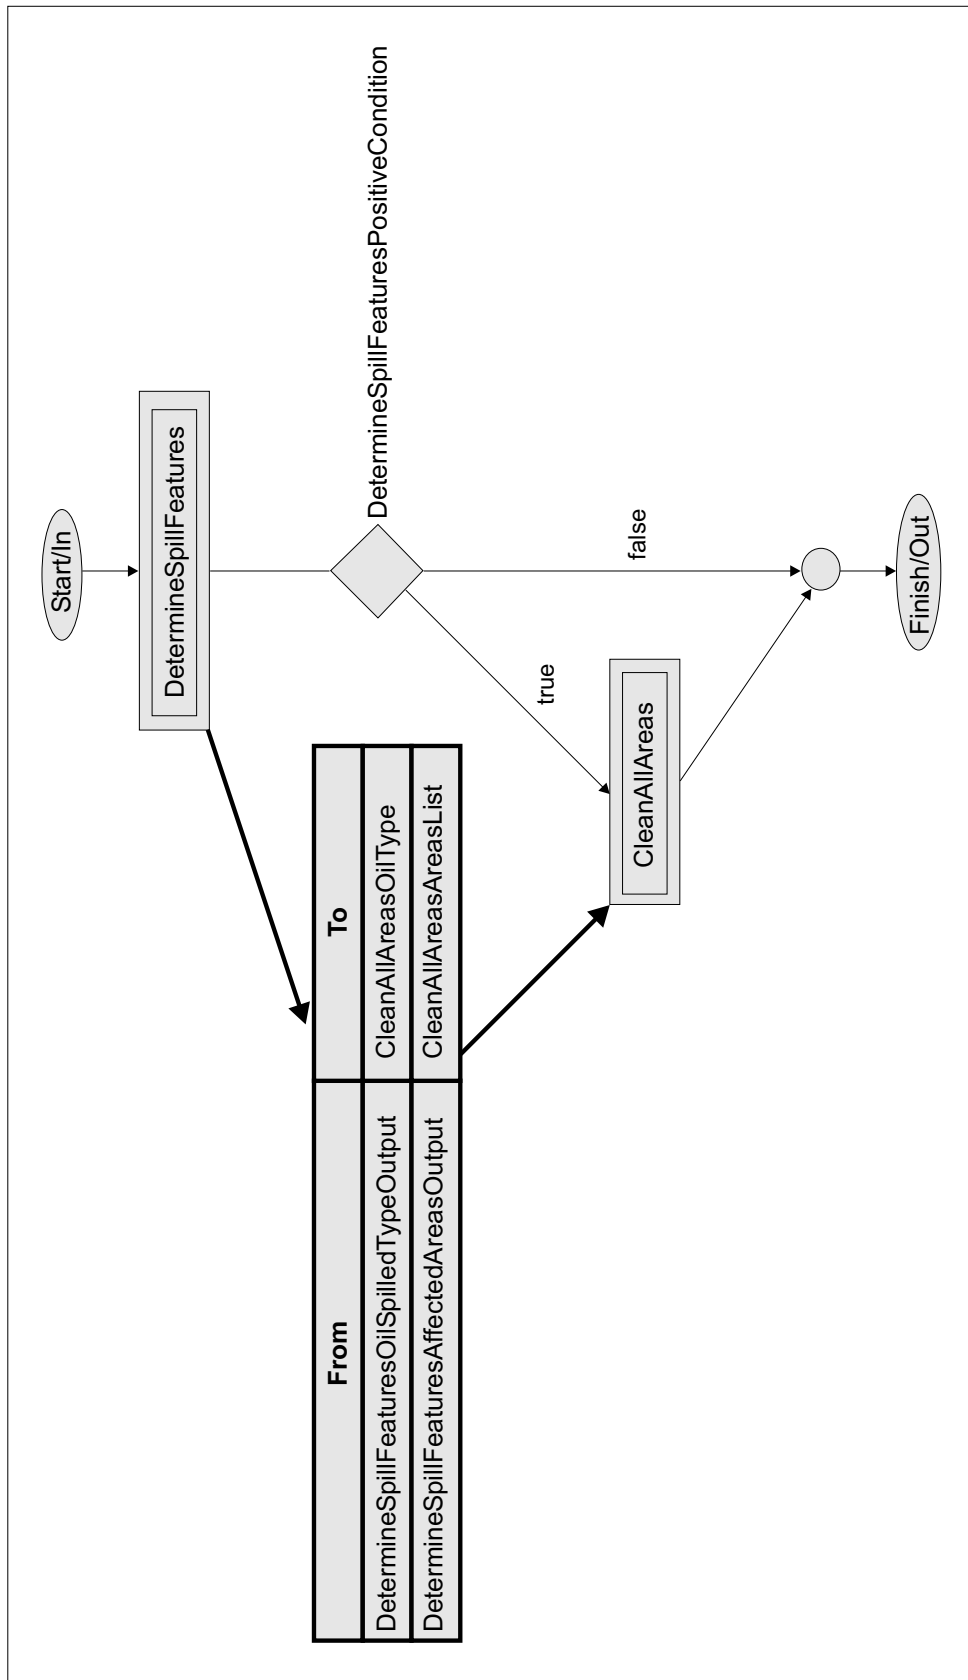 Start/In
DetermineSpillFeatures
DetermineSpillFeaturesPositiveCondition
From To
DetermineSpillFeaturesOilSpilledTypeOutput CleanAllAreasOilType
DetermineSpillFeaturesAffectedAreasOutput CleanAllAreasAreasList
true
false
CleanAllAreas
Finish/Out